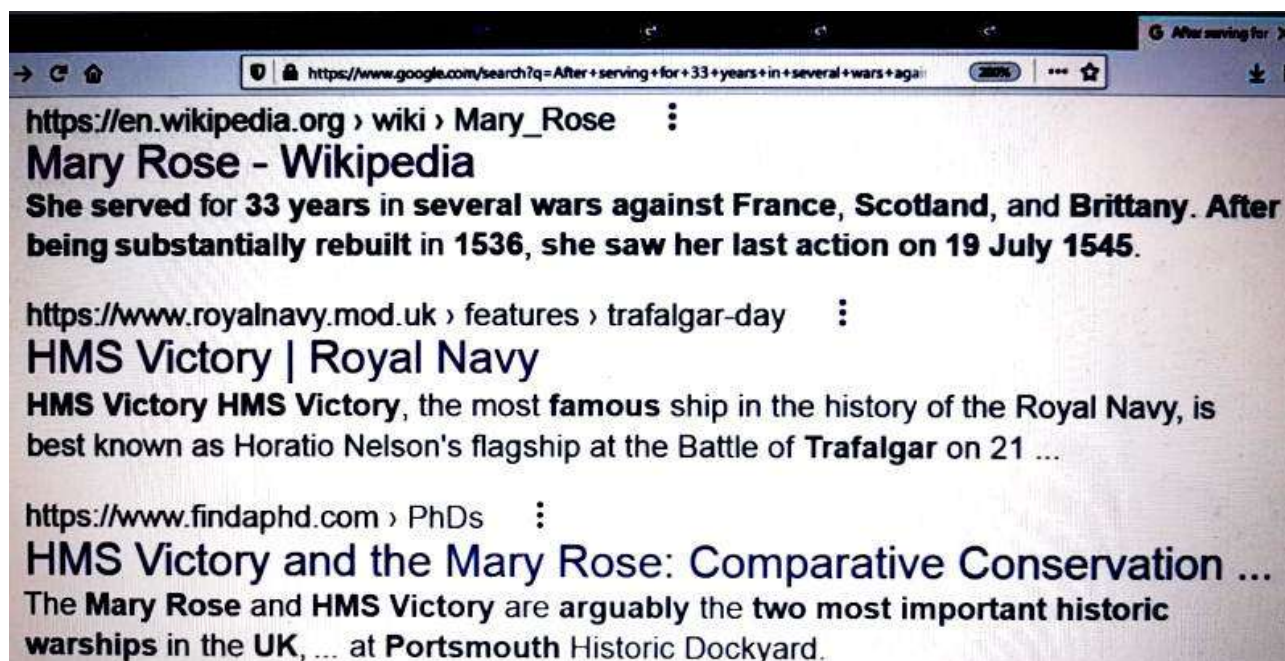 G After serving for
https://www.google.com/search?q=After+serving+for+33+years+in+several+wars+agai
200%
https://en.wikipedia.org › wiki › Mary_Rose
Mary Rose - Wikipedia
She served for 33 years in several wars against France, Scotland, and Brittany. After
being substantially rebuilt in 1536, she saw her last action on 19 July 1545.
https://www.royalnavy.mod.uk › features › trafalgar-day
HMS Victory | Royal Navy
HMS Victory HMS Victory, the most famous ship in the history of the Royal Navy, is
best known as Horatio Nelson's flagship at the Battle of Trafalgar on 21 ...
https://www.findaphd.com › PhDs
HMS Victory and the Mary Rose: Comparative Conservation ...
The Mary Rose and HMS Victory are arguably the two most important historic
warships in the UK, ... at Portsmouth Historic Dockyard.